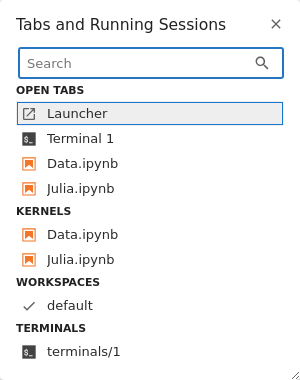 Tabs and Running Sessions
Search
OPEN TABS
Launcher
Terminal 1
Data.ipynb
Julia.ipynb
KERNELS
Data.ipynb
Julia.ipynb
WORKSPACES
default
TERMINALS
terminals/1